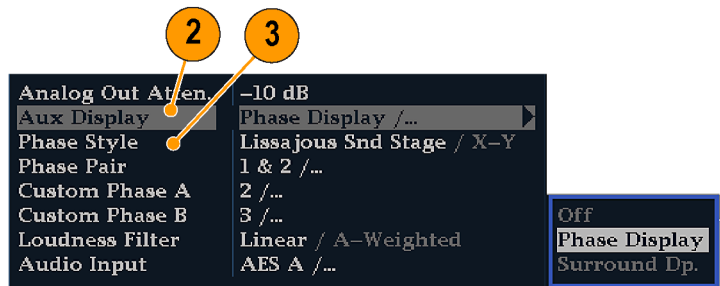 2 3
Analog Out Atten. –10 dB
Aux Display Phase Display /...
Phase Style Lissajous Snd Stage / X–Y
Phase Pair 1 & 2 /...
Custom Phase A 2 /...
Custom Phase B 3 /...
Loudness Filter Linear / A–Weighted
Audio Input AES A /...
Off
Phase Display
Surround Dp.